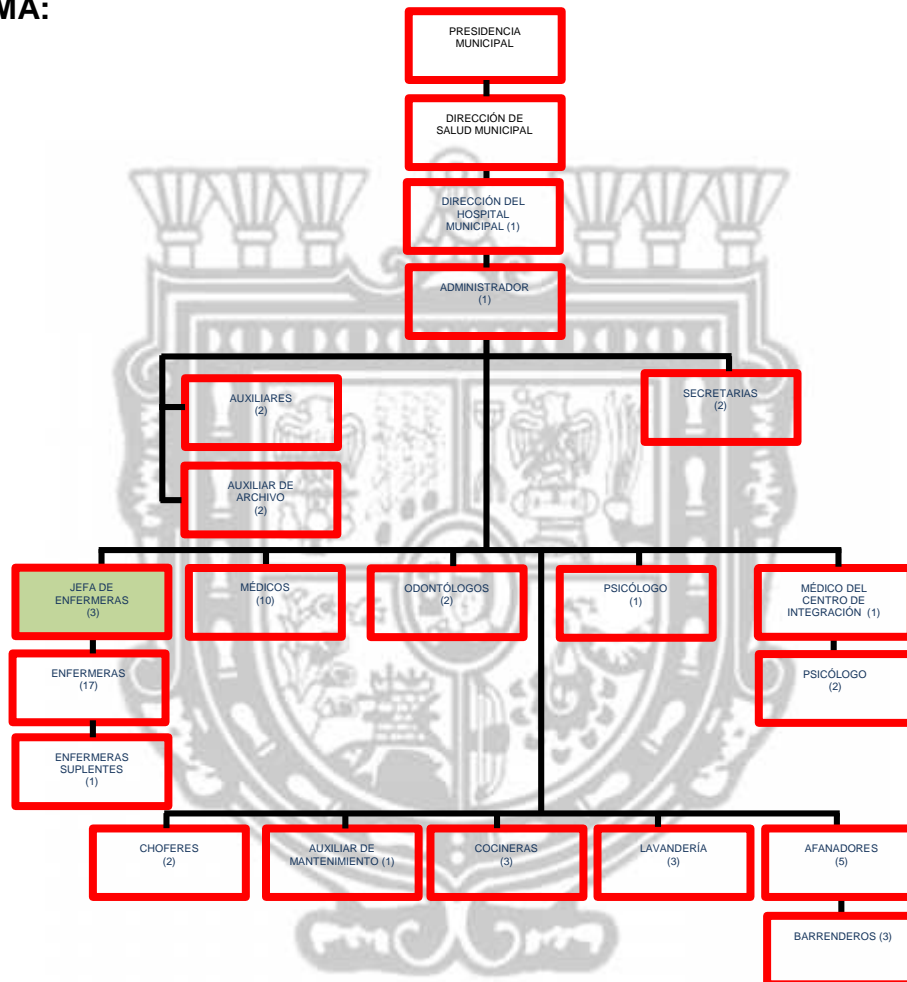 MA:
PRESIDENCIA
MUNICIPAL
DIRECCIÓN DE
SALUD MUNICIPAL
DIRECCIÓN DEL
HOSPITAL
MUNICIPAL (1)
ADMINISTRADOR
(1)
AUXILIARES
(2)
SECRETARIAS
(2)
AUXILIAR DE
ARCHIVO
(2)
JEFA DE
ENFERMERAS
(3)
MÉDICOS
(10)
ODONTÓLOGOS
(2)
PSICÓLOGO
(1)
MÉDICO DEL
CENTRO DE
INTEGRACIÓN (1)
ENFERMERAS
(17)
PSICÓLOGO
(2)
ENFERMERAS
SUPLENTES
(1)
CHOFERES
(2)
AUXILIAR DE
MANTENIMIENTO (1)
COCINERAS
(3)
LAVANDERÍA
(3)
AFANADORES
(5)
BARRENDEROS (3)